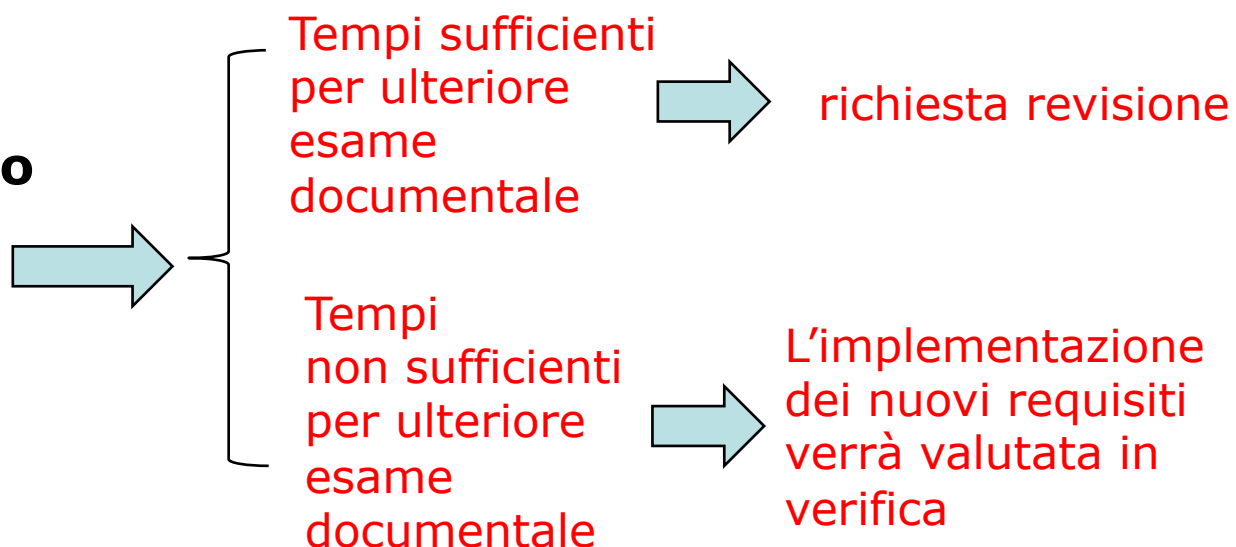 o
Tempi sufficienti
per ulteriore
esame
documentale
richiesta revisione
Tempi
non sufficienti
per ulteriore
esame
documentale
L’implementazione
dei nuovi requisiti
verrà valutata in
verifica